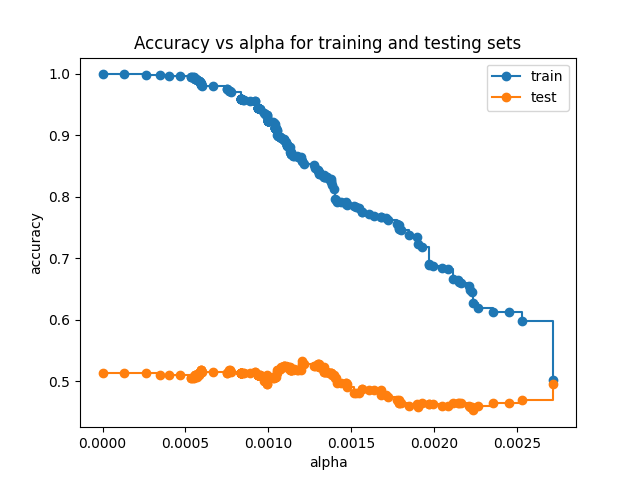 Accuracy vs alpha for training and testing sets
train
test
1.0
0.9
0.8
0.7
0.6
0.5
accuracy
0.0000
0.0005
0.0010
0.0015
0.0020
0.0025
alpha